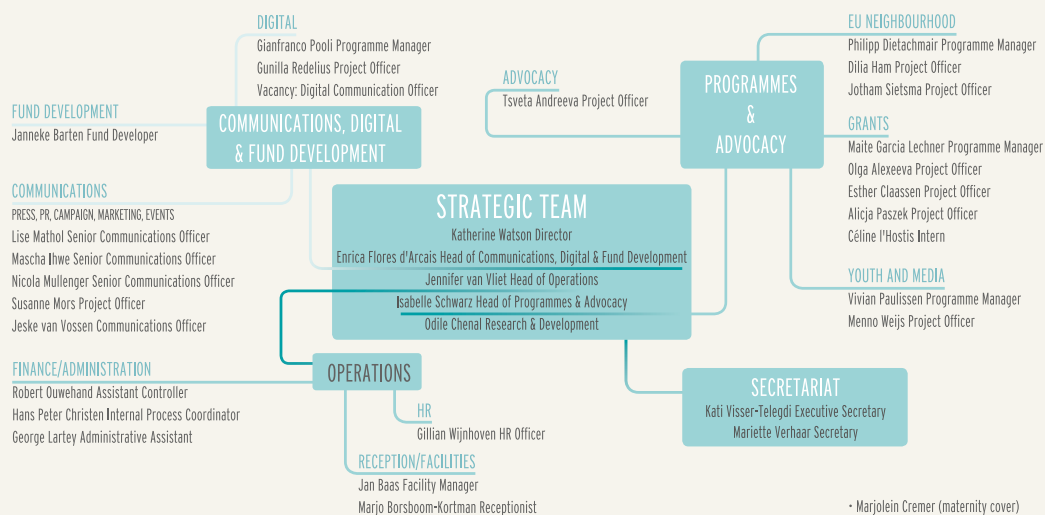 DIGITAL
Gianfranco Pooli Programme Manager
Gunilla Redelius Project Officer
Vacancy: Digital Communication Officer
FUND DEVELOPMENT
Janneke Barten Fund Developer
COMMUNICATIONS, DIGITAL
& FUND DEVELOPMENT
COMMUNICATIONS
PRESS, PR, CAMPAIGN, MARKETING, EVENTS
Lise Mathol Senior Communications Officer
Mascha Ihwe Senior Communications Officer
Nicola Mullenger Senior Communications Officer
Susanne Mors Project Officer
Jeske van Vossen Communications Officer
ADVOCACY
Tsveta Andreeva Project Officer
PROGRAMMES
&
ADVOCACY
EU NEIGHBOURHOOD
Philipp Dietachmair Programme Manager
Dilia Ham Project Officer
Jotham Sietsma Project Officer
GRANTS
Maite Garcia Lechner Programme Manager
Olga Alexeeva Project Officer
Esther Claassen Project Officer
Alicja Paszek Project Officer
Céline l'Hostis Intern
YOUTH AND MEDIA
Vivian Paulissen Programme Manager
Menno Weijs Project Officer
STRATEGIC TEAM
Katherine Watson Director
Enrica Flores d'Arcais Head of Communications, Digital & Fund Development
Jennifer van Vliet Head of Operations
Isabelle Schwarz Head of Programmes & Advocacy
Odile Chenal Research & Development
FINANCE/ADMINISTRATION
Robert Ouwehand Assistant Controller
Hans Peter Christen Internal Process Coordinator
George Lartey Administrative Assistant
OPERATIONS
HR
Gillian Wijnhoven HR Officer
RECEPTION/FACILITIES
Jan Baas Facility Manager
Marjo Borsboom-Kortman Receptionist
SECRETARIAT
Kati Visser-Telegdi Executive Secretary
Mariette Verhaar Secretary
• Marjolein Cremer (maternity cover)